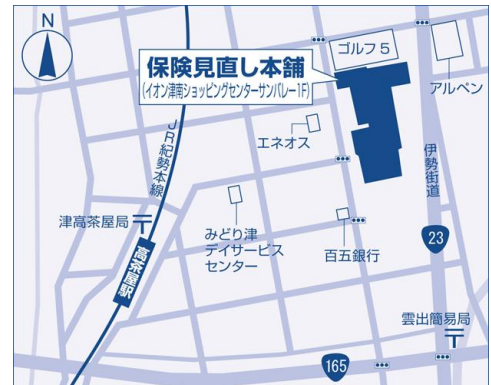 N
ゴルフ5
保険見直し本舗
(イオン津南ショッピングセンターサンバレー1F)
アルペン
JR紀勢本線
エネオス
伊勢街道
津高茶屋局
みどり津
デイサービス
センター
百五銀行
23
高茶屋駅
雲出簡易局
165